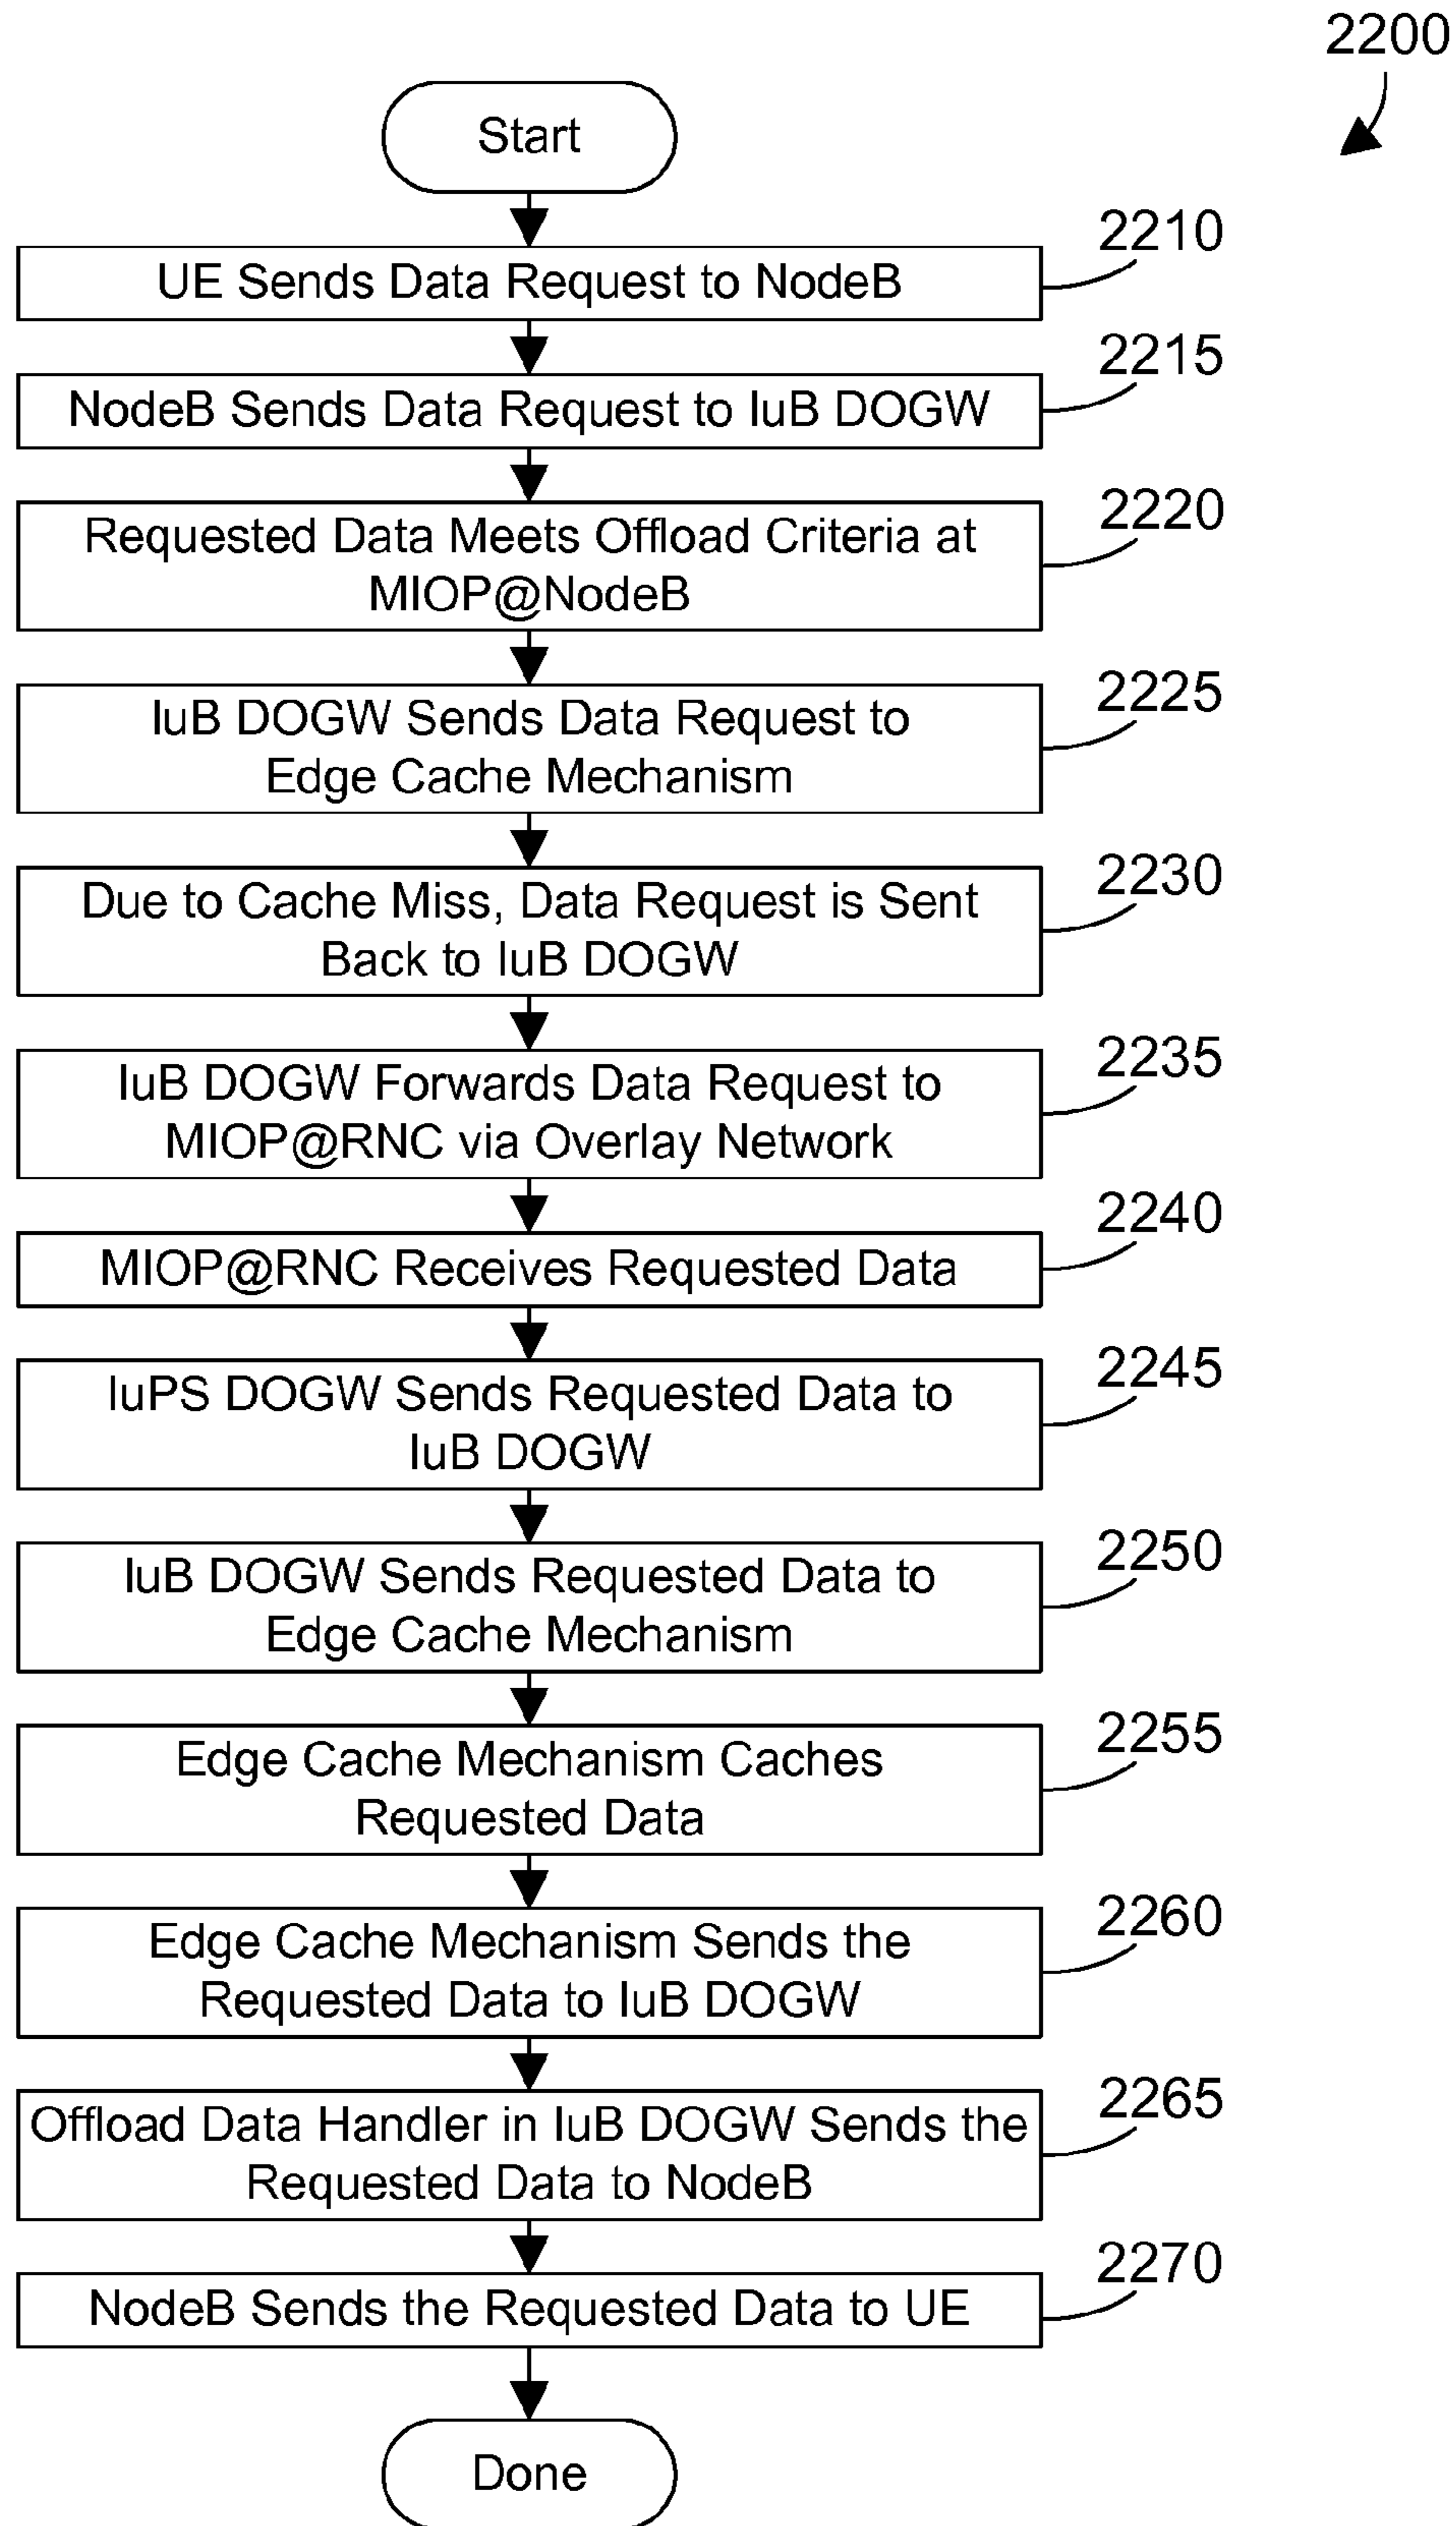 2200
Start
2210
UE Sends Data Request to NodeB
2215
NodeB Sends Data Request to IuB DOGW
2220
Requested Data Meets Offload Criteria at
MIOP@NodeB
2225
IuB DOGW Sends Data Request to
Edge Cache Mechanism
2230
Due to Cache Miss, Data Request is Sent
Back to IuB DOGW
2235
IuB DOGW Forwards Data Request to
MIOP@RNC via Overlay Network
2240
MIOP@RNC Receives Requested Data
2245
IuPS DOGW Sends Requested Data to
IuB DOGW
2250
IuB DOGW Sends Requested Data to
Edge Cache Mechanism
2255
Edge Cache Mechanism Caches
Requested Data
2260
Edge Cache Mechanism Sends the
Requested Data to IuB DOGW
2265
Offload Data Handler in IuB DOGW Sends the
Requested Data to NodeB
2270
NodeB Sends the Requested Data to UE
Done